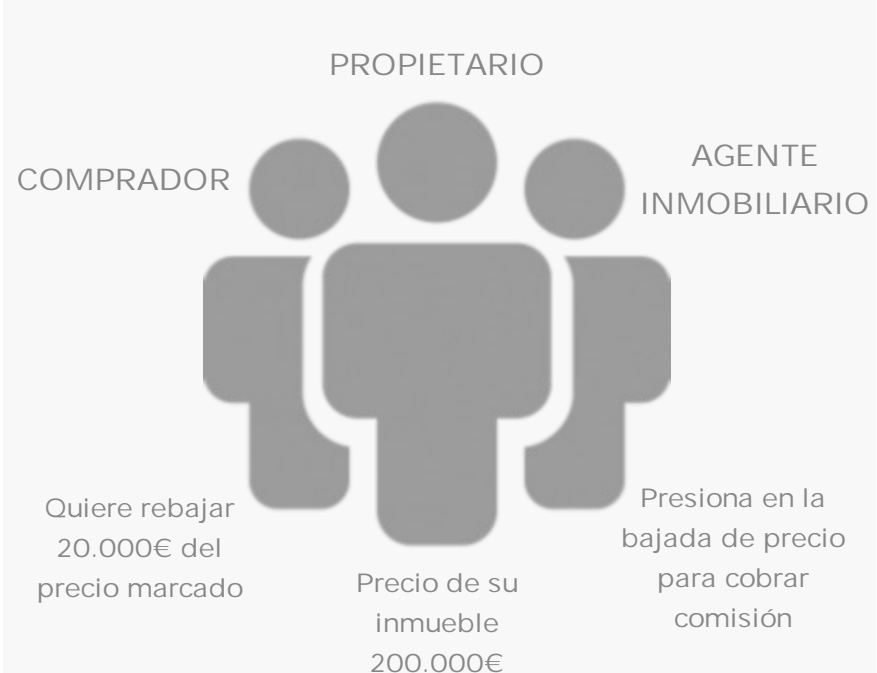 PROPIETARIO
COMPRADOR
AGENTE
INMOBILIARIO
Quiere rebajar
20.000€ del
precio marcado
Precio de su
inmueble
200.000€
Presiona en la
bajada de precio
para cobrar
comisión